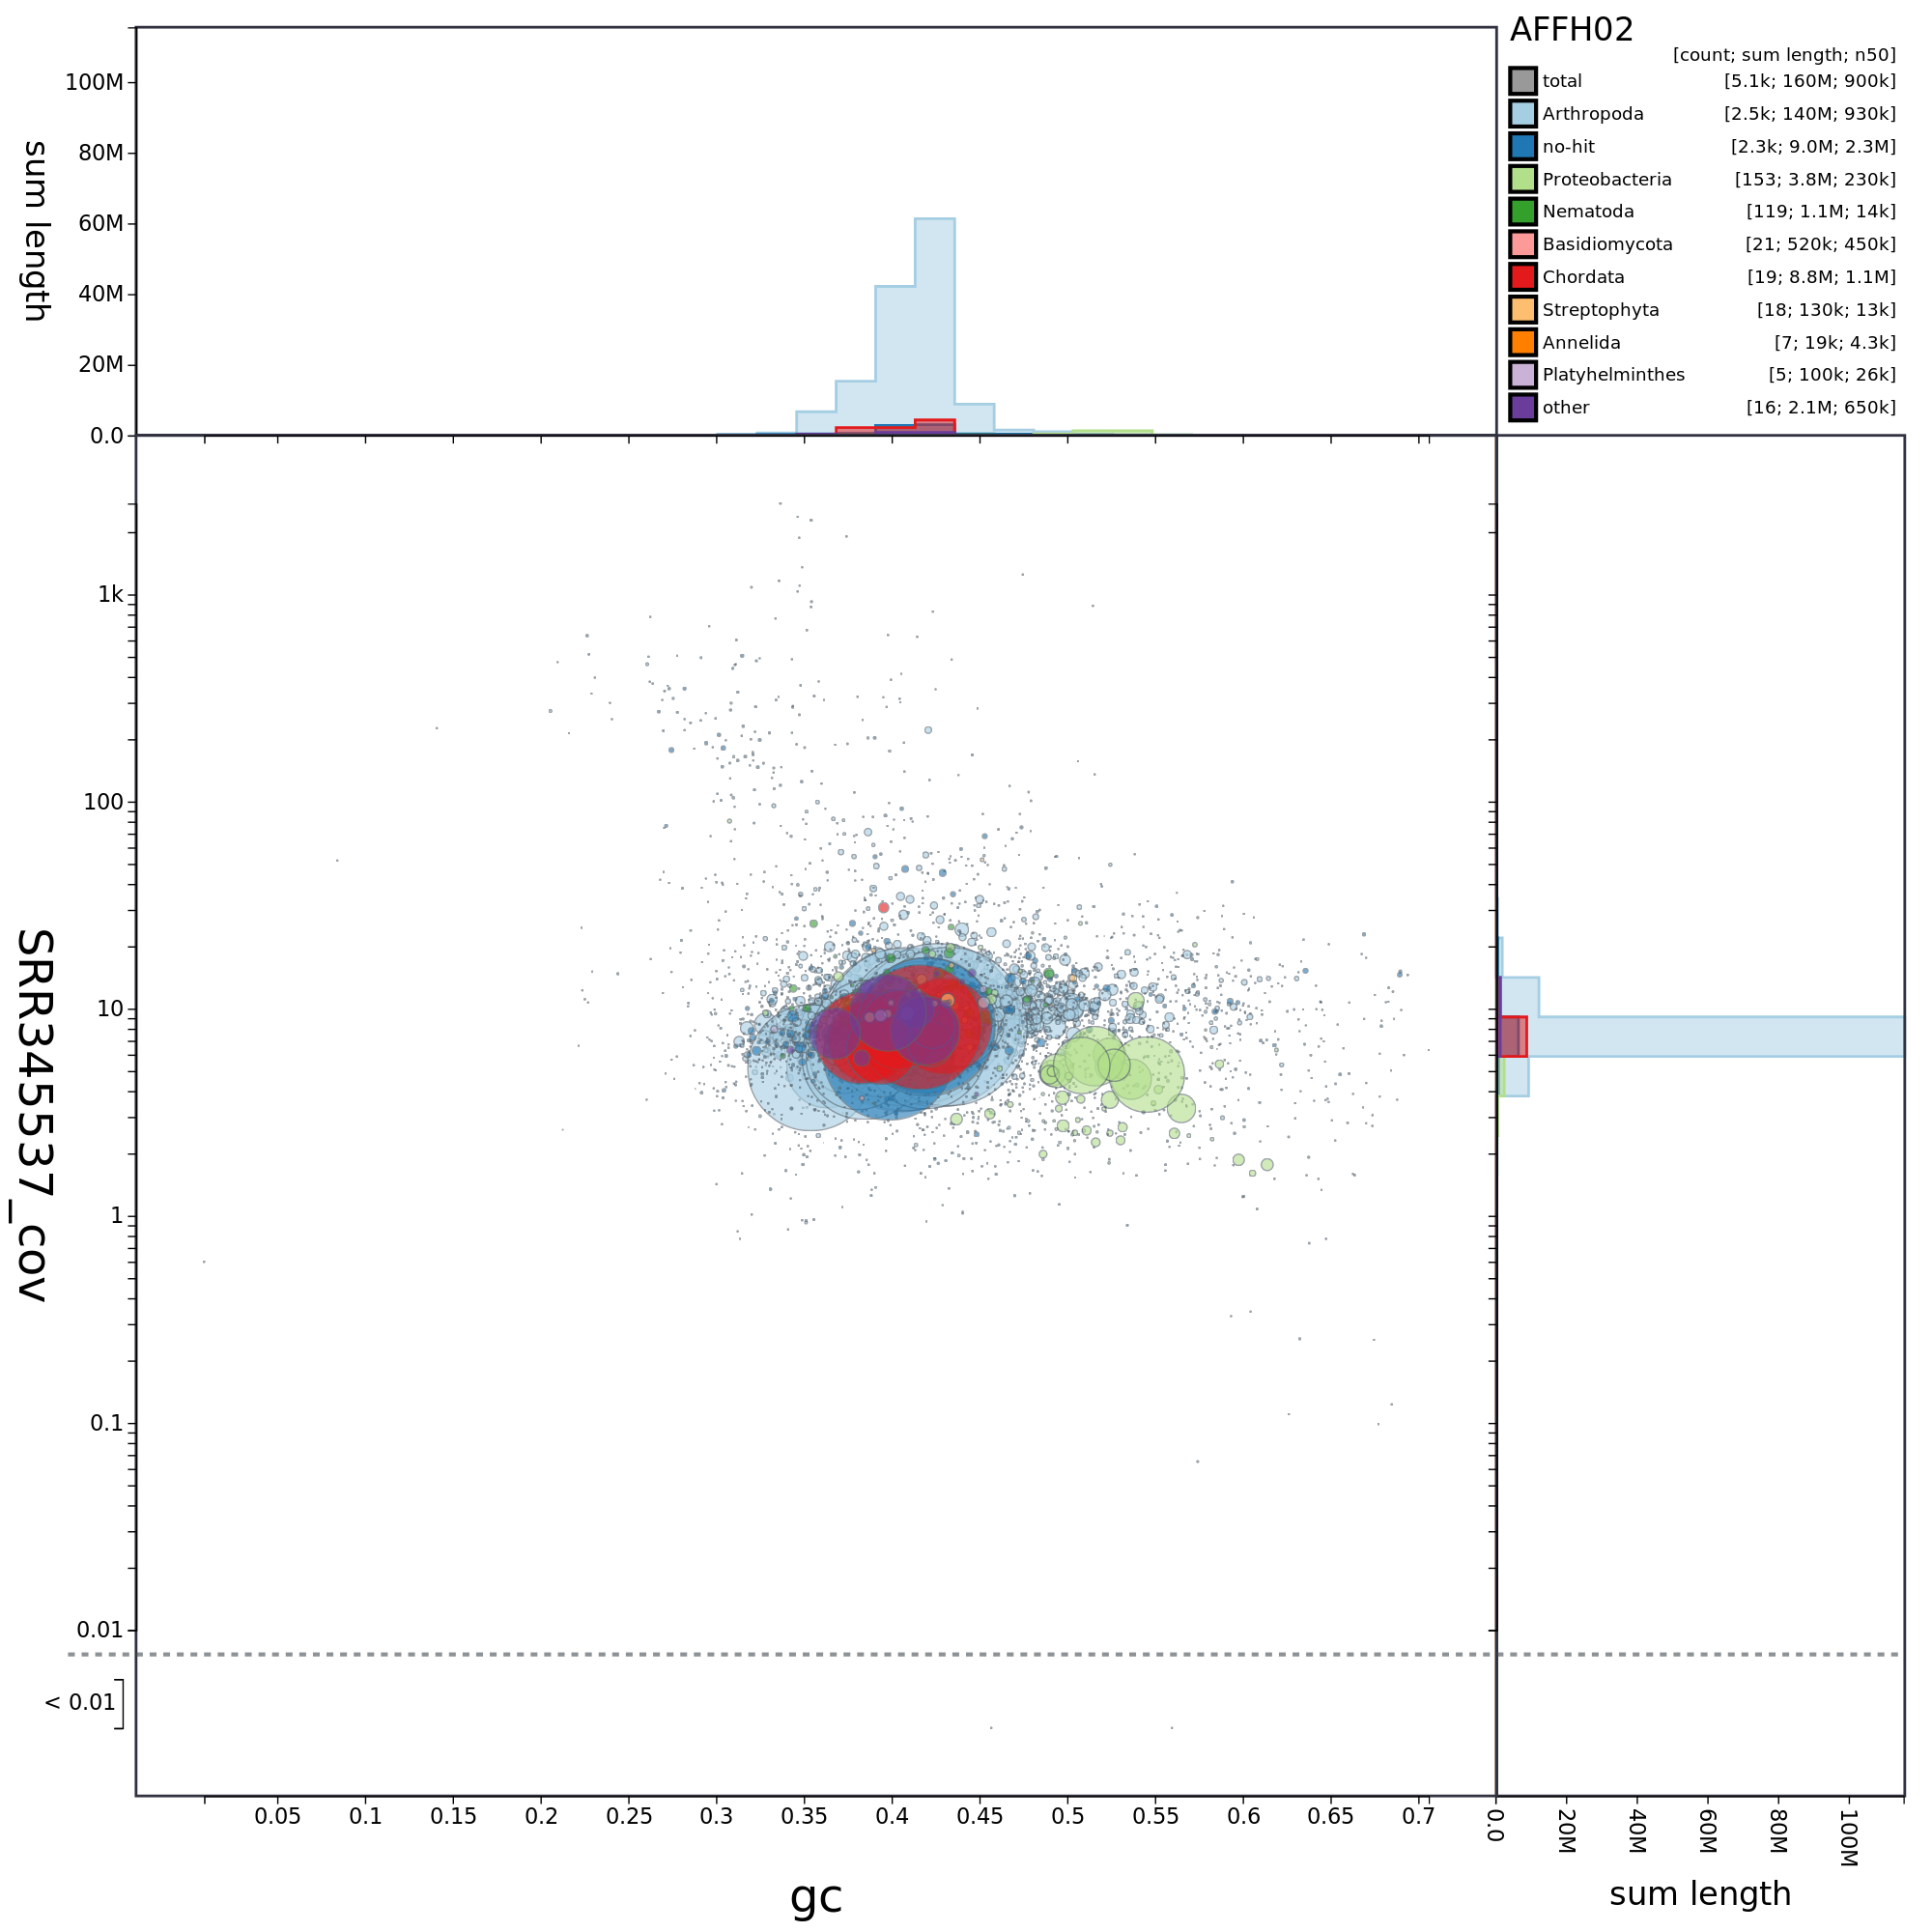 AFFH02
[count; sum length; n50]
total [5.1k; 160M; 900k]
Arthropoda [2.5k; 140M; 930k]
no-hit [2.3k; 9.0M; 2.3M]
Proteobacteria [153; 3.8M; 230k]
Nematoda [119; 1.1M; 14k]
Basidiomycota [21; 520k; 450k]
Chordata [19; 8.8M; 1.1M]
Streptophyta [18; 130k; 13k]
Annelida [7; 19k; 4.3k]
Platyhelminthes [5; 100k; 26k]
other [16; 2.1M; 650k]
sum length
100M
80M
60M
40M
20M
0.0
SRR345537_cov
1k
100
10
1
0.1
0.01
< 0.01
0.05 0.1 0.15 0.2 0.25 0.3 0.35 0.4 0.45 0.5 0.55 0.6 0.65 0.7
gc
0.0 20M 40M 60M 80M 100M
sum length